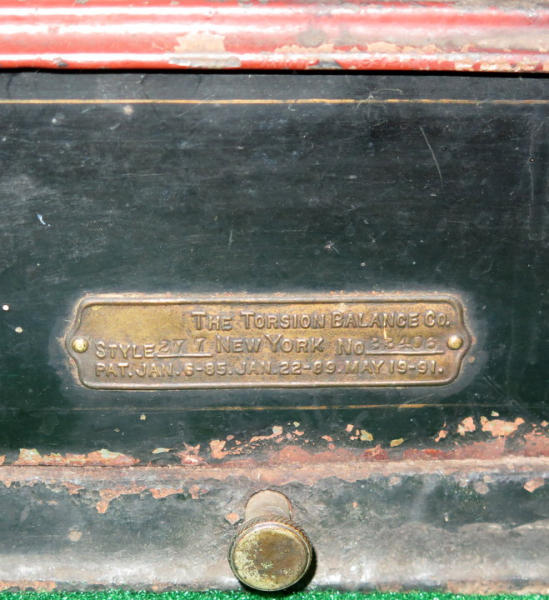 THE TORSION BALANCE CO.
STYLE 277 NEW YORK NO
PAT. JAN. 6-85. JAN. 22-89. MAY 19-91.